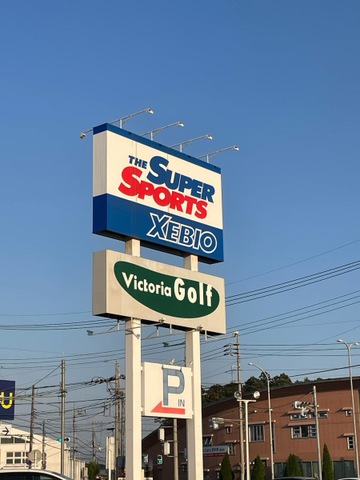 THE SUPER
SPORTS
XEBIO
Victoria Golf
P IN
U